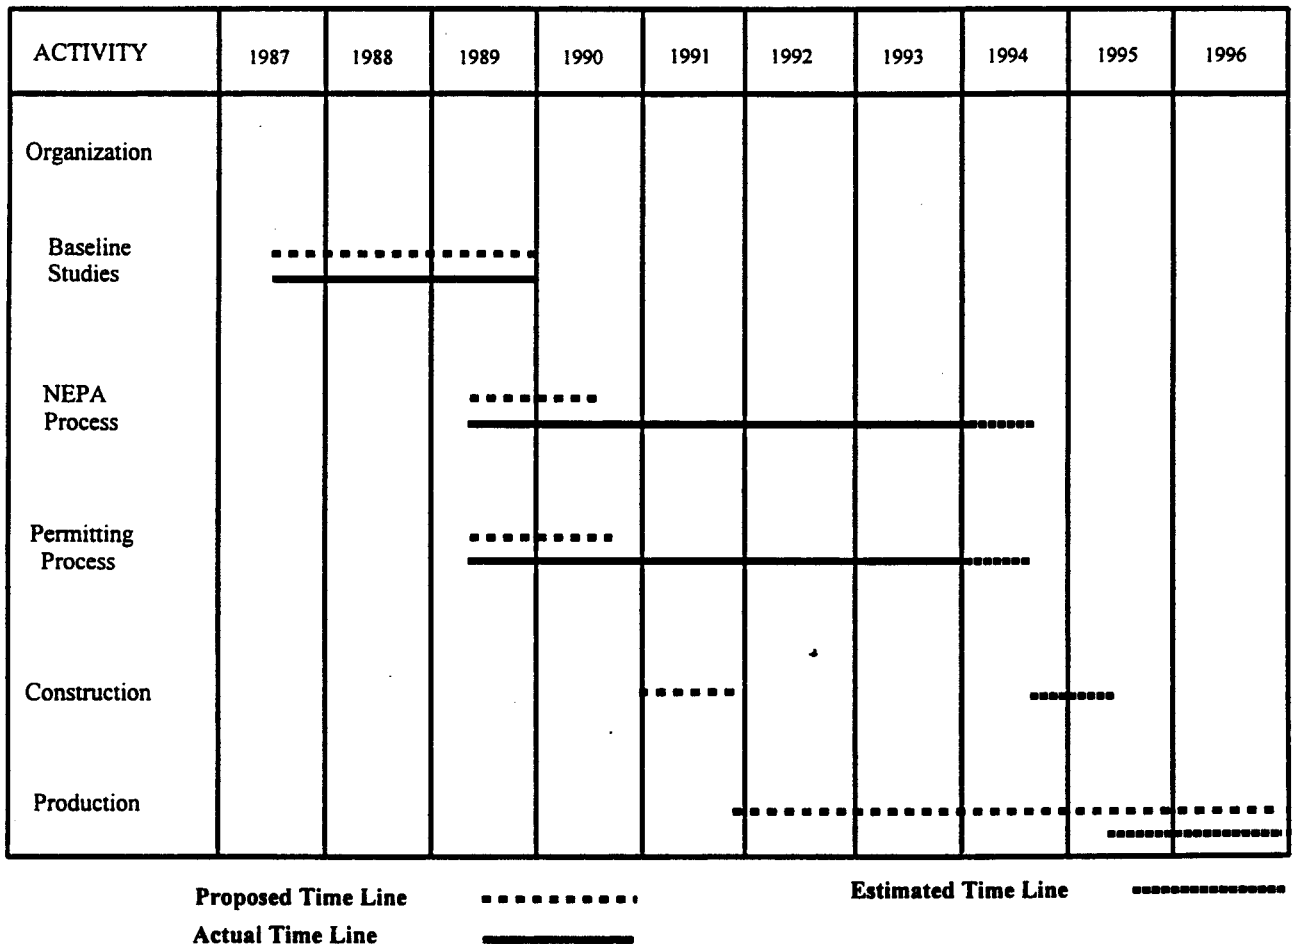 ACTIVITY 1987 1988 1989 1990 1991 1992 1993 1994 1995 1996
Organization
Baseline
Studies
NEPA
Process
Permitting
Process
Construction
Production
Proposed Time Line
Estimated Time Line
Actual Time Line